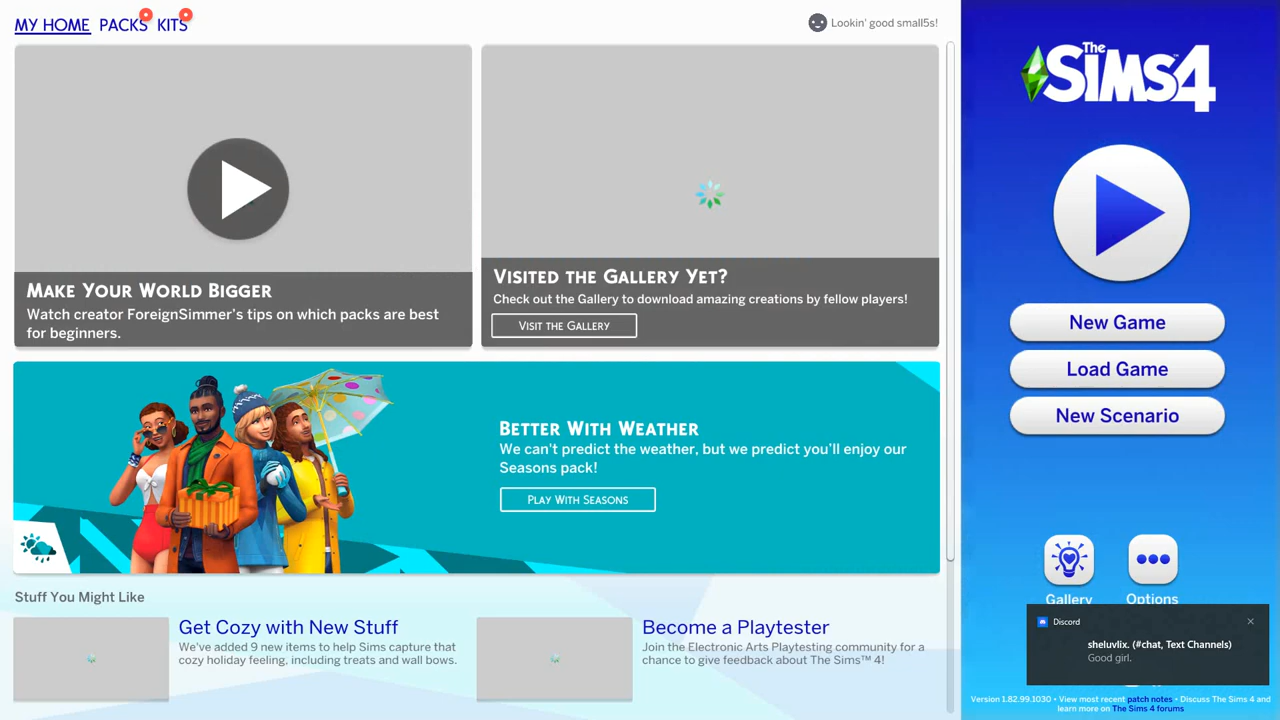 MY HOME PACKS KITS
Lookin' good small5s!
MAKE YOUR WORLD BIGGER
Watch creator ForeignSimmer's tips on which packs are best
for beginners.
VISITED THE GALLERY YET?
Check out the Gallery to download amazing creations by fellow players!
VISIT THE GALLERY
BETTER WITH WEATHER
We can't predict the weather, but we predict you'll enjoy our
Seasons pack!
PLAY WITH SEASONS
Stuff You Might Like
Get Cozy with New Stuff
We've added 9 new items to help Sims capture that
cozy holiday feeling, including treats and wall bows.
Become a Playtester
Join the Electronic Arts Playtesting community for a
chance to give feedback about The Sims™ 4!
The
SiMS4
New Game
Load Game
New Scenario
Gallery
Options
Discord
sheluvlix. (#chat, Text Channels)
Good girl.
Version 1.82.99.1030 • View most recent patch notes • Discuss The Sims 4 and
learn more on The Sims 4 forums